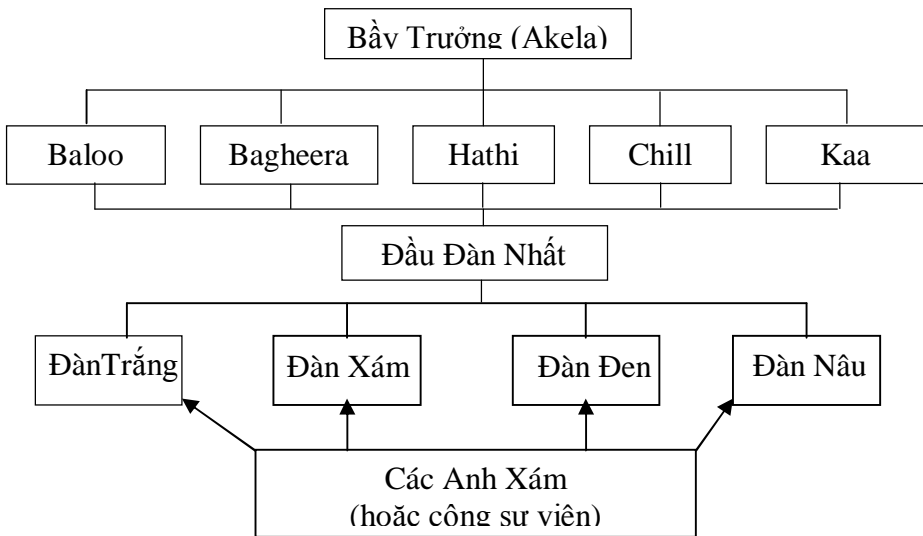 Bầy Trưởng (Akela)
Baloo
Bagheera
Hathi
Chill
Kaa
Đầu Đàn Nhất
ĐànTrắng
Đàn Xám
Đàn Đen
Đàn Nâu
Các Anh Xám
(hoặc công sự viên)